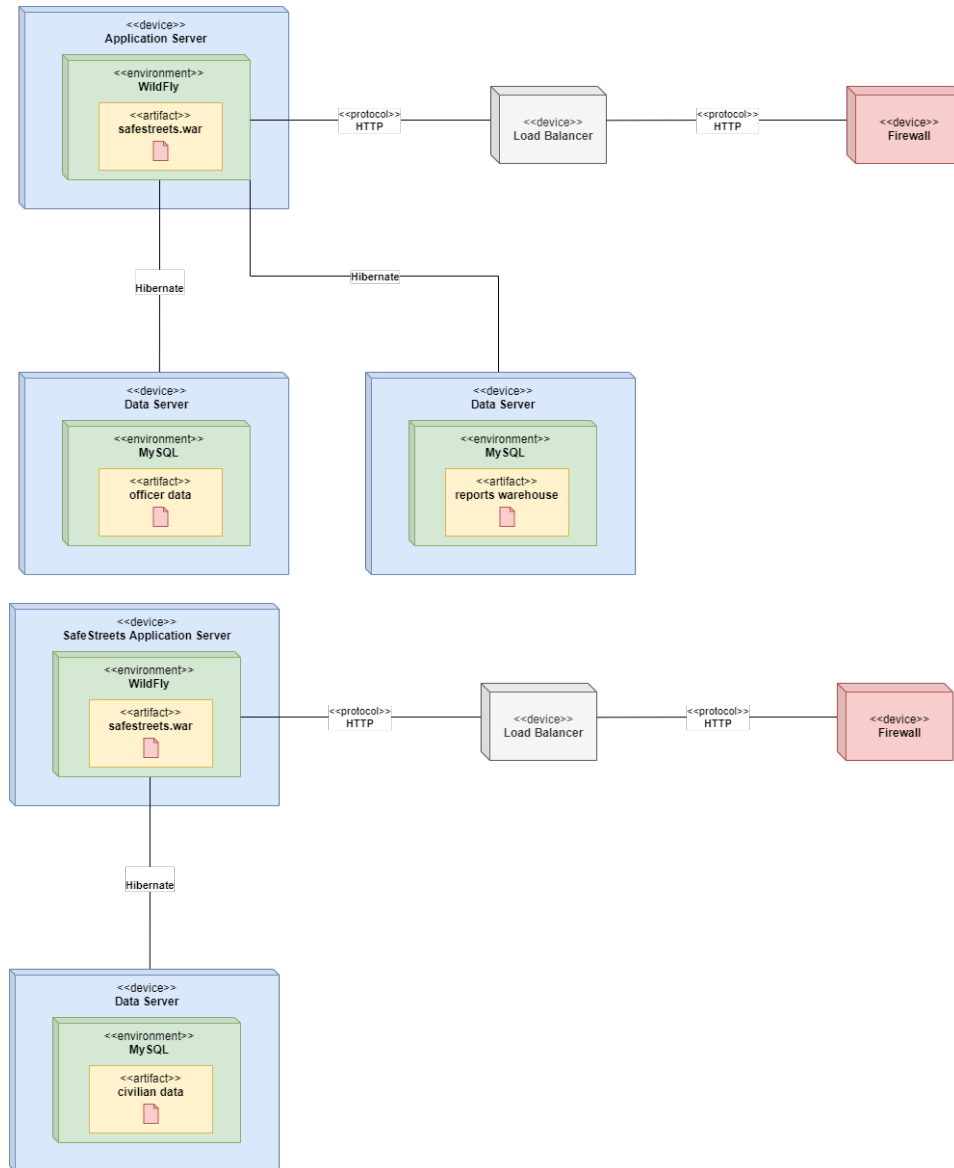 <<device>>
Application Server
<<environment>>
WildFly
<<artifact>>
safestreets.war
<<protocol>>
HTTP
<<device>>
Load Balancer
<<protocol>>
HTTP
<<device>>
Firewall
Hibernate
Hibernate
<<device>>
Data Server
<<environment>>
MySQL
<<artifact>>
officer data
<<device>>
Data Server
<<environment>>
MySQL
<<artifact>>
reports warehouse
<<device>>
SafeStreets Application Server
<<environment>>
WildFly
<<artifact>>
safestreets.war
<<protocol>>
HTTP
<<device>>
Load Balancer
<<protocol>>
HTTP
<<device>>
Firewall
Hibernate
<<device>>
Data Server
<<environment>>
MySQL
<<artifact>>
civilian data